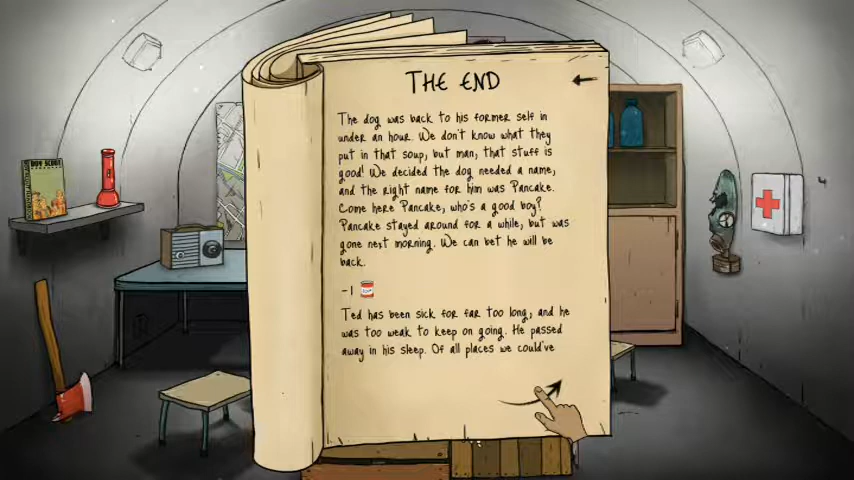 THE END
The dog was back to his former self in
under an hour. We don't know what they
put in that soup, but man, that stuff is
good! We decided the dog needed a name,
and the right name for him was Pancake.
Come here Pancake, who's a good boy?
Pancake stayed around for a while, but was
gone next morning. We can bet he will be
back.
-1
SOUP
Ted has been sick for far too long, and he
was too weak to keep on going. He passed
away in his sleep. Of all places we could've
BOY SCOUT